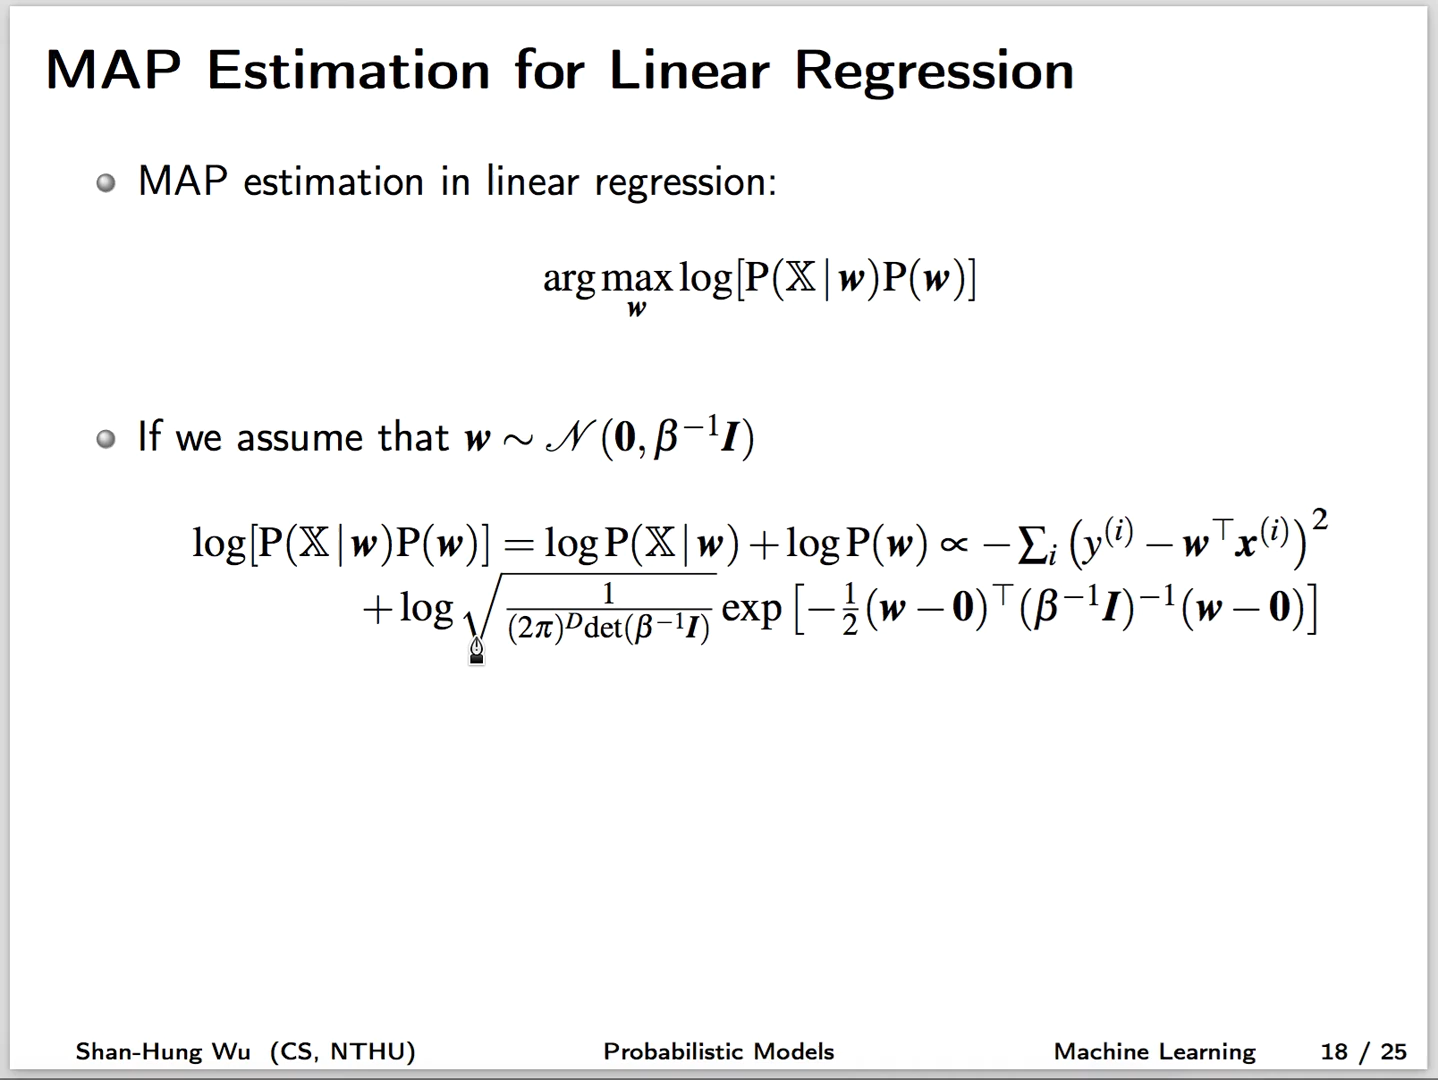 MAP Estimation for Linear Regression
MAP estimation in linear regression:
arg max log[P(𝕏 | w)P(w)]
w
If we assume that w ∼ 𝒩(0, β⁻¹I)
log[P(𝕏 | w)P(w)] = log P(𝕏 | w) + log P(w) ∝ −∑ᵢ (y⁽ⁱ⁾ − w⊤x⁽ⁱ⁾)²
+ log √(1/((2π)ᴰdet(β⁻¹I))) exp [−½(w − 0)⊤(β⁻¹I)⁻¹(w − 0)]
Shan-Hung Wu (CS, NTHU) Probabilistic Models Machine Learning 18 / 25